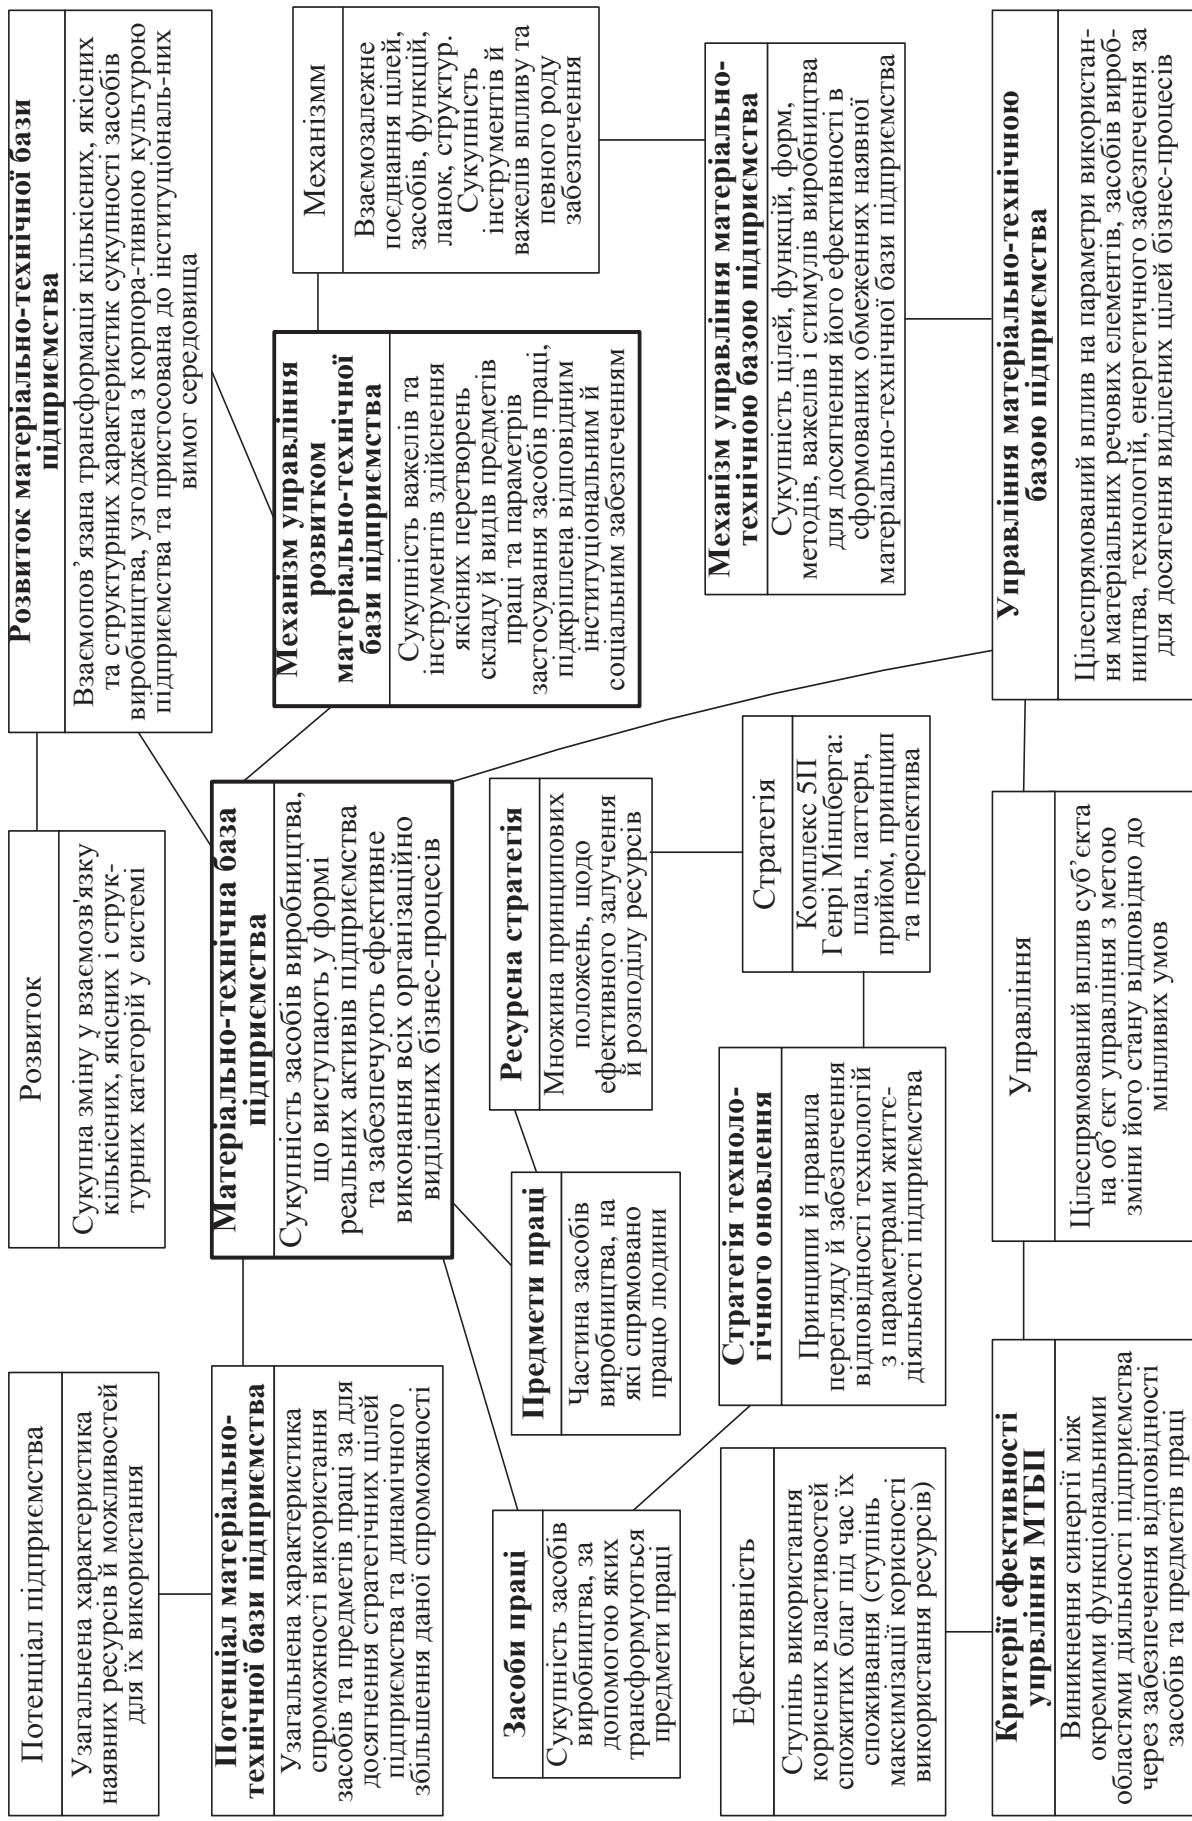 Потенціал підприємства
Узагальнена характеристика
наявних ресурсів й можливостей
для їх використання
Розвиток
Сукупна зміну у взаємозв'язку
кількісних, якісних і струк-
турних категорій у системі
Розвиток матеріально-технічної бази
підприємства
Взаємопов’язана трансформація кількісних, якісних
та структурних характеристик сукупності засобів
виробництва, узгоджена з корпора-тивною культурою
підприємства та пристосована до інституціональ-них
вимог середовища
Потенціал матеріально-
технічної бази підприємства
Узагальнена характеристика
спроможності використання
засобів та предметів праці за для
досягнення стратегічних цілей
підприємства та динамічного
збільшення даної спроможності
Матеріально-технічна база
підприємства
Сукупність засобів виробництва,
що виступають у формі
реальних активів підприємства
та забезпечують ефективне
виконання всіх організаційно
виділених бізнес-процесів
Механізм управління
розвитком
матеріально-технічної
бази підприємства
Сукупність важелів та
інструментів здійснення
якісних перетворень
складу й видів предметів
праці та параметрів
застосування засобів праці,
підкріплена відповідним
інституціональним й
соціальним забезпеченням
Механізмм
Взаємозалежне
поєднання цілей,
засобів, функцій,
ланок, структур.
Сукупність
інструментів й
важелів впливу та
певного роду
забезпечення
Засоби праці
Сукупність засобів
виробництва, за
допомогою яких
трансформуються
предмети праці
Предмети праці
Частина засобів
виробництва, на
які спрямовано
працю людини
Ресурсна стратегія
Множина принципових
положень, щодо
ефективного залучення
й розподілу ресурсів
Ефективність
Ступінь використання
корисних властивостей
спожитих благ під час їх
споживання (ступінь
максимізації корисності
використання ресурсів)
Стратегія техноло-
гічного оновлення
Принципи й правила
перегляду й забезпечення
відповідності технологій
з параметрами життє-
діяльності підприємства
Стратегія
Комплекс 5П
Генрі Мінцберга:
план, паттерн,
прийом, принцип
та перспектива
Механізм управління матеріально-
технічною базою підприємства
Сукупність цілей, функцій, форм,
методів, важелів і стимулів виробництва
для досягнення його ефективності в
сформованих обмеженнях наявної
матеріально-технічної бази підприємства
Критерії ефективності
упрвління МТБП
Виникнення синергії між
окремими функціональними
областями діяльності підприємства
через забезпечення відповідності
засобів та предметів праці
Управління
Цілеспрямований вплив суб’єкта
на об’єкт управління з метою
зміни його стану відповідно до
мінливих умов
Управління матеріально-технічною
базою підприємства
Цілеспрямований вплив на параметри використан-
ня матеріальних речових елементів, засобів вироб-
ництва, технологій, енергетичного забезпечення за
для досягення виділених цілей бізнес-процесів